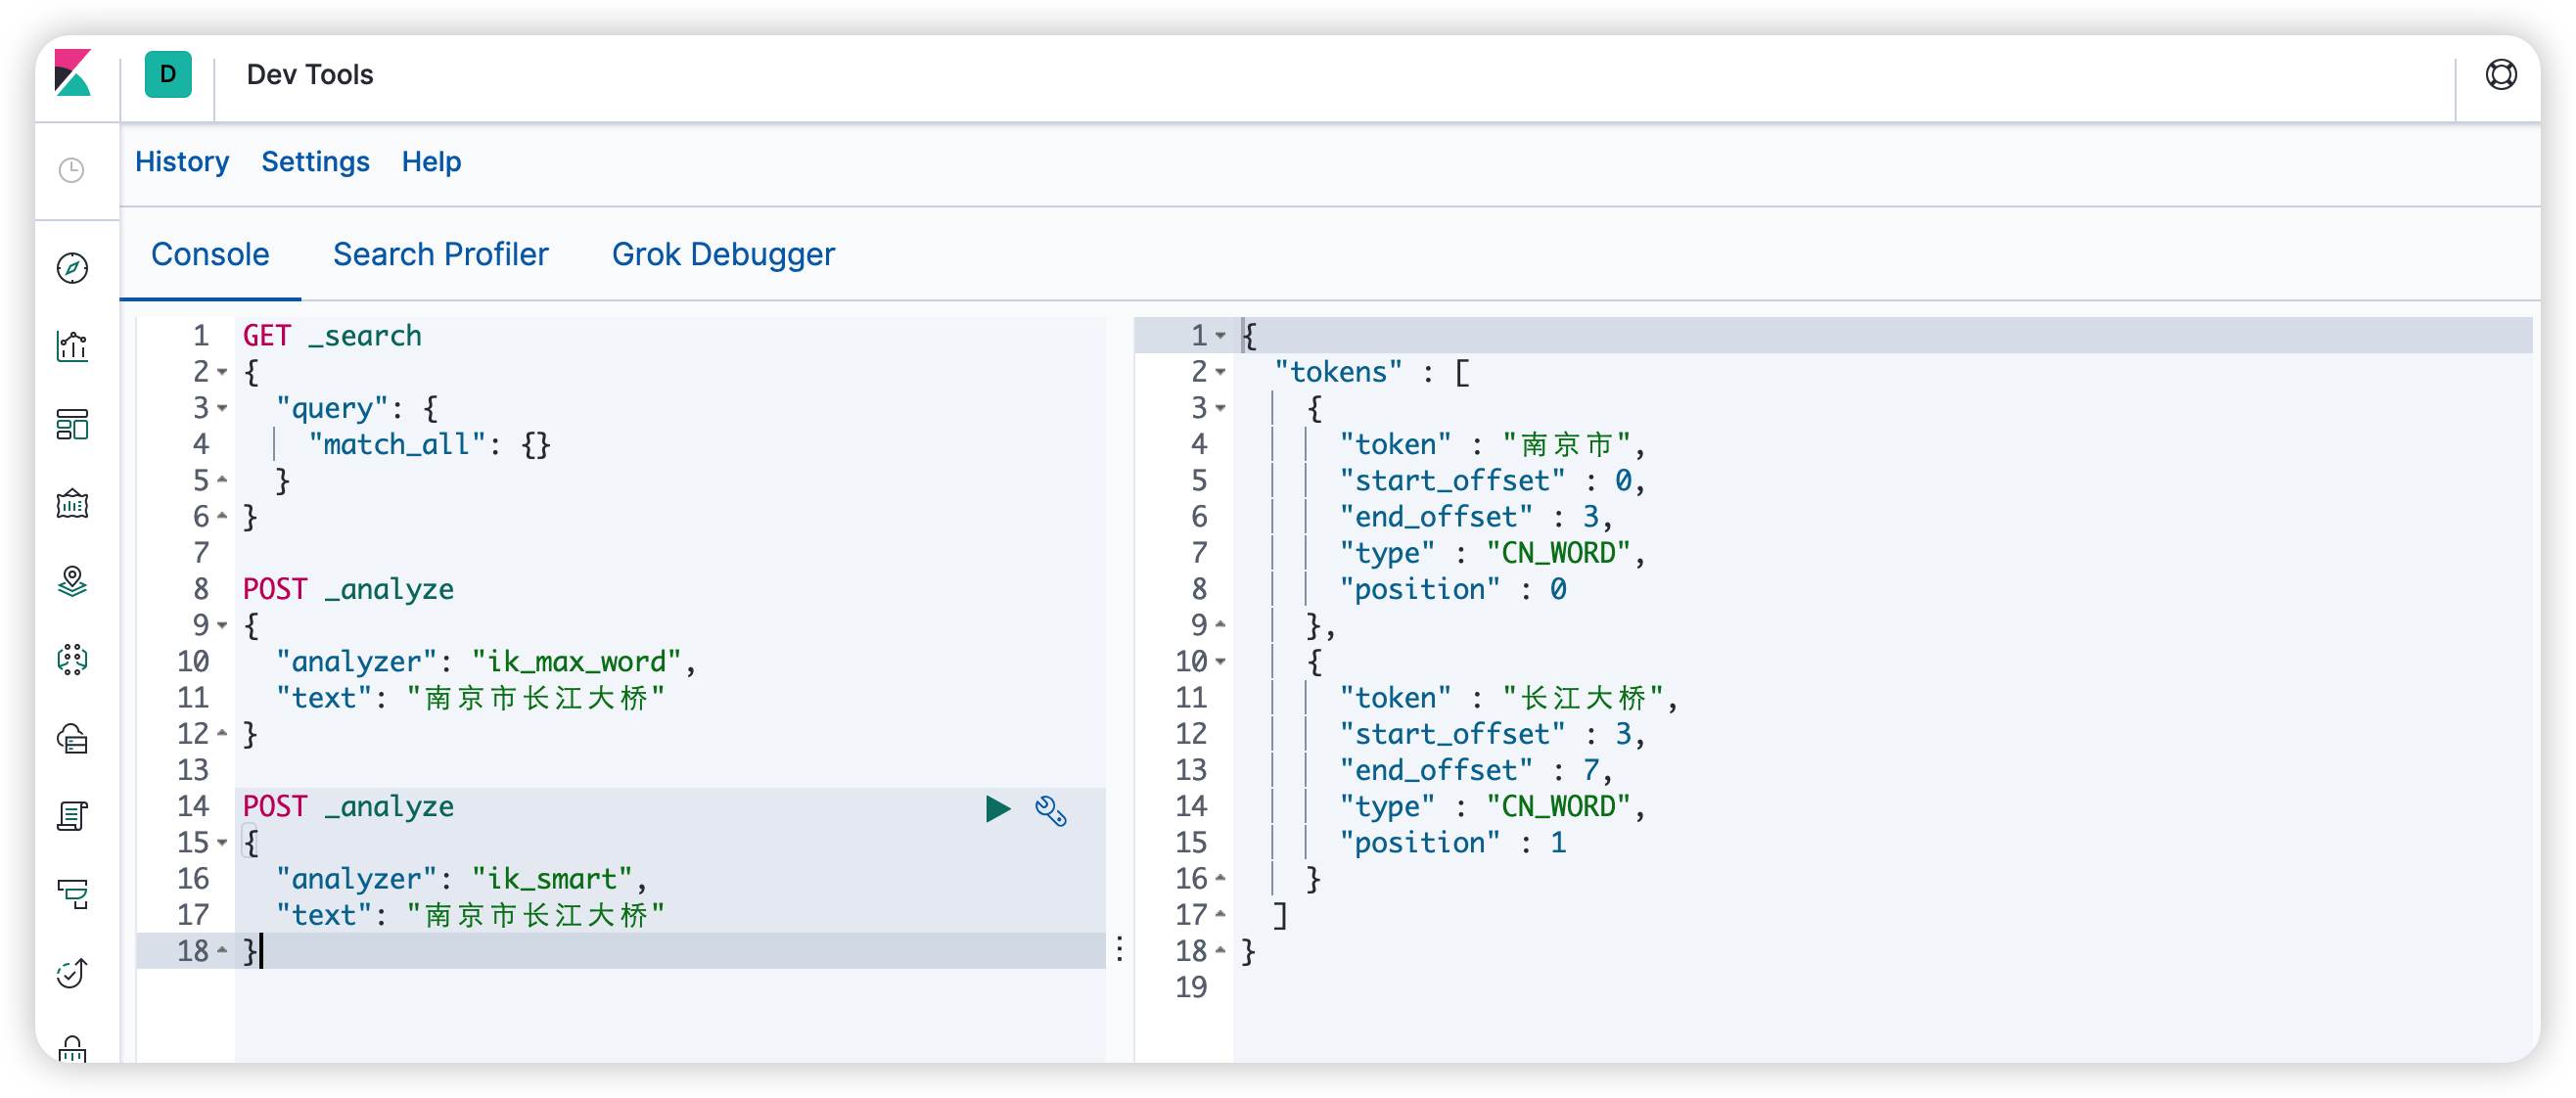 D
Dev Tools
History Settings Help
Console Search Profiler Grok Debugger
1 GET _search
2 {
3 "query": {
4 "match_all": {}
5 }
6 }
7
8 POST _analyze
9 {
10 "analyzer": "ik_max_word",
11 "text": "南京市长江大桥"
12 }
13
14 POST _analyze
15 {
16 "analyzer": "ik_smart",
17 "text": "南京市长江大桥"
18 }
1 {
2 "tokens" : [
3 {
4 "token" : "南京市",
5 "start_offset" : 0,
6 "end_offset" : 3,
7 "type" : "CN_WORD",
8 "position" : 0
9 },
10 {
11 "token" : "长江大桥",
12 "start_offset" : 3,
13 "end_offset" : 7,
14 "type" : "CN_WORD",
15 "position" : 1
16 }
17 ]
18 }
19